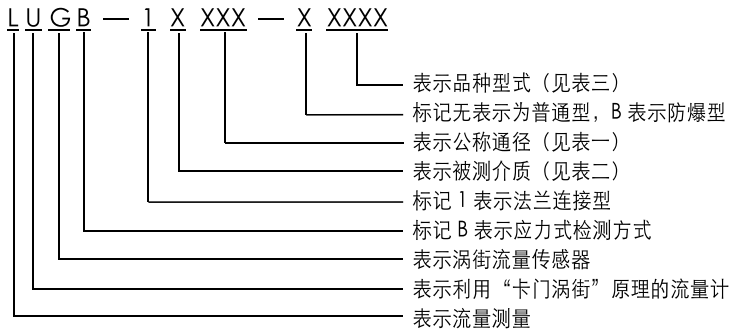 LUGB—1XXXX—XXXXX
表示品种型式（见表三）
标记无表示为普通型，B 表示防爆型
表示公称通径（见表一）
表示被测介质（见表二）
标记 1 表示法兰连接型
标记 B 表示应力式检测方式
表示涡街流量传感器
表示利用“卡门涡街”原理的流量计
表示流量测量